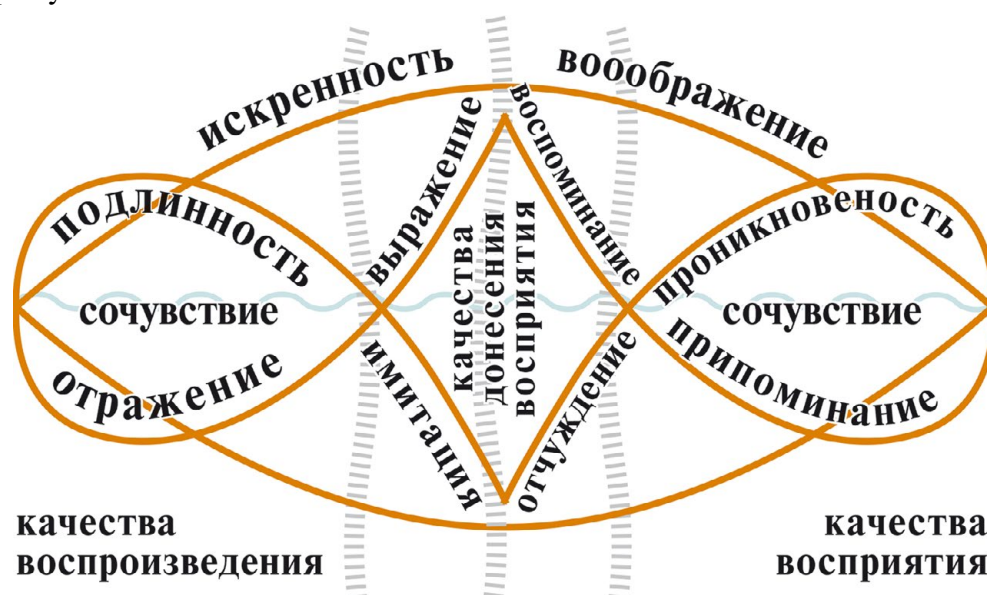 искренность
вооображение
подлинность
выражение
воспоминание
проникновеность
сочувствие
качества
донесения
восприятия
сочувствие
отражение
имитация
отчуждение
припоминание
качества
воспроизведения
качества
восприятия